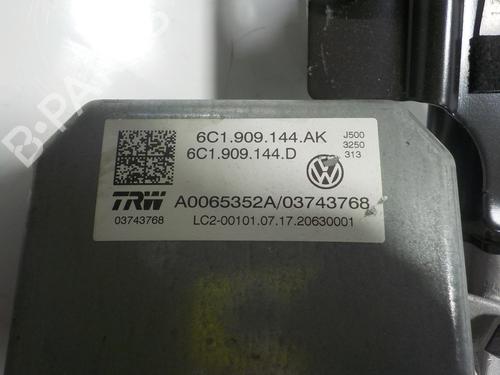 6C1.909.144.AK
J500
6C1.909.144.D
3250
313
TRW
A0065352A/03743768
03743768
LC2-00101.07.17.20630001
B-PARTS